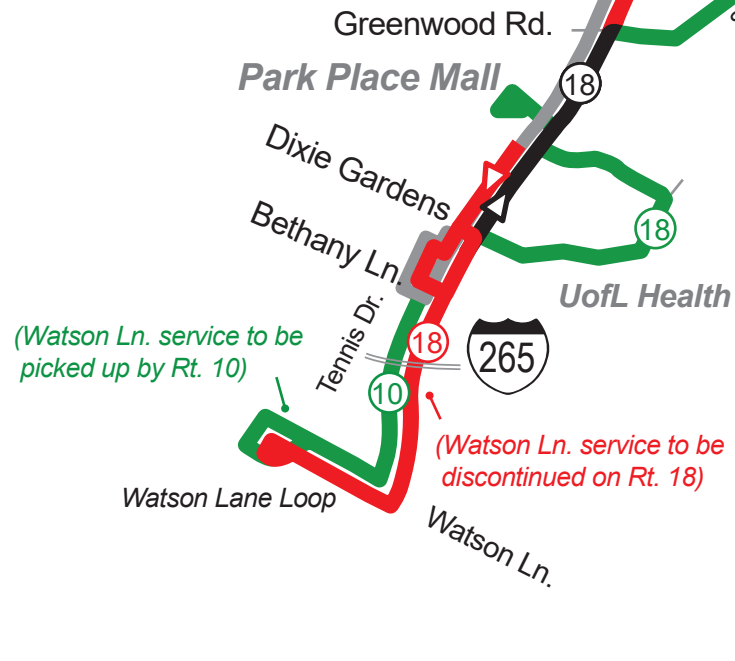 Greenwood Rd.
18
Park Place Mall
Dixie Gardens
Bethany Ln.
18
UofL Health
Tennis Dr.
18
265
(Watson Ln. service to be
picked up by Rt. 10)
10
(Watson Ln. service to be
discontinued on Rt. 18)
Watson Lane Loop
Watson Ln.